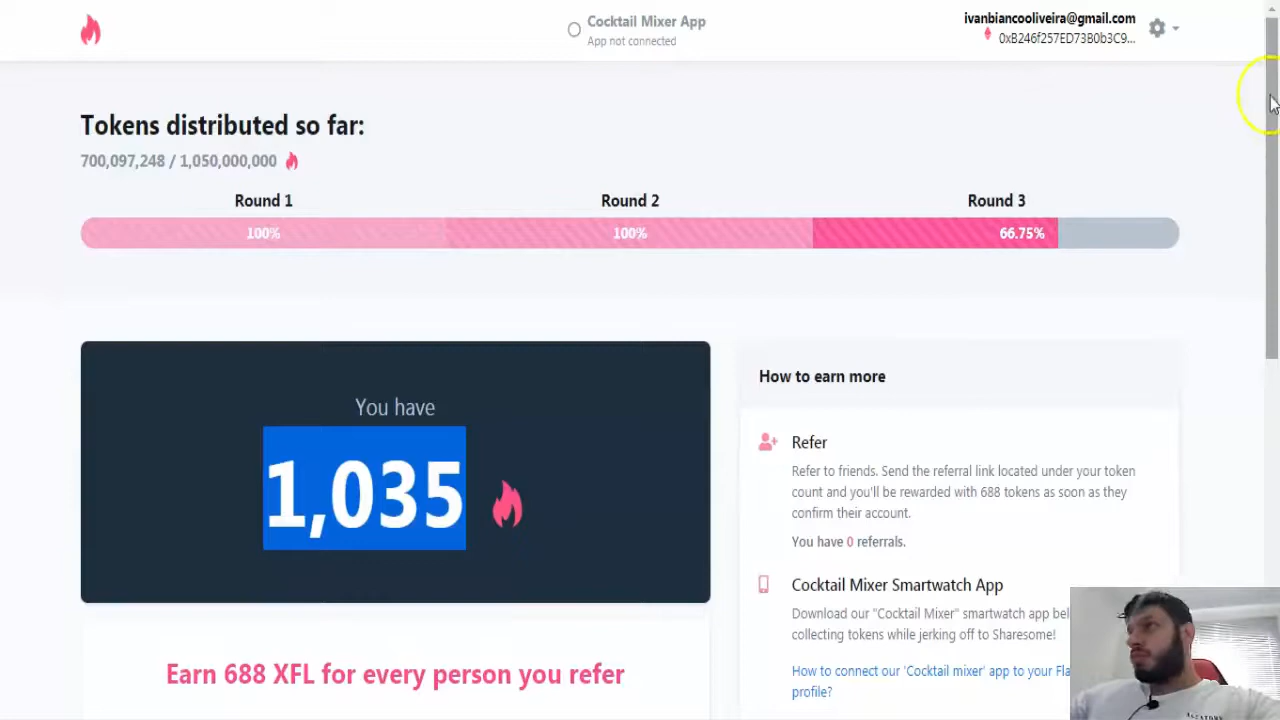 Cocktail Mixer App
App not connected
ivanbiancooliveira@gmail.com
0xB246f257ED73B0b3C9...
Tokens distributed so far:
700,097,248 / 1,050,000,000
Round 1
Round 2
Round 3
100%
100%
66.75%
You have
1,035
Earn 688 XFL for every person you refer
How to earn more
Refer
Refer to friends. Send the referral link located under your token
count and you'll be rewarded with 688 tokens as soon as they
confirm their account.
You have 0 referrals.
Cocktail Mixer Smartwatch App
Download our "Cocktail Mixer" smartwatch app
collecting tokens while jerking off to Sharesome!
How to connect our 'Cocktail mixer' app to your
profile?